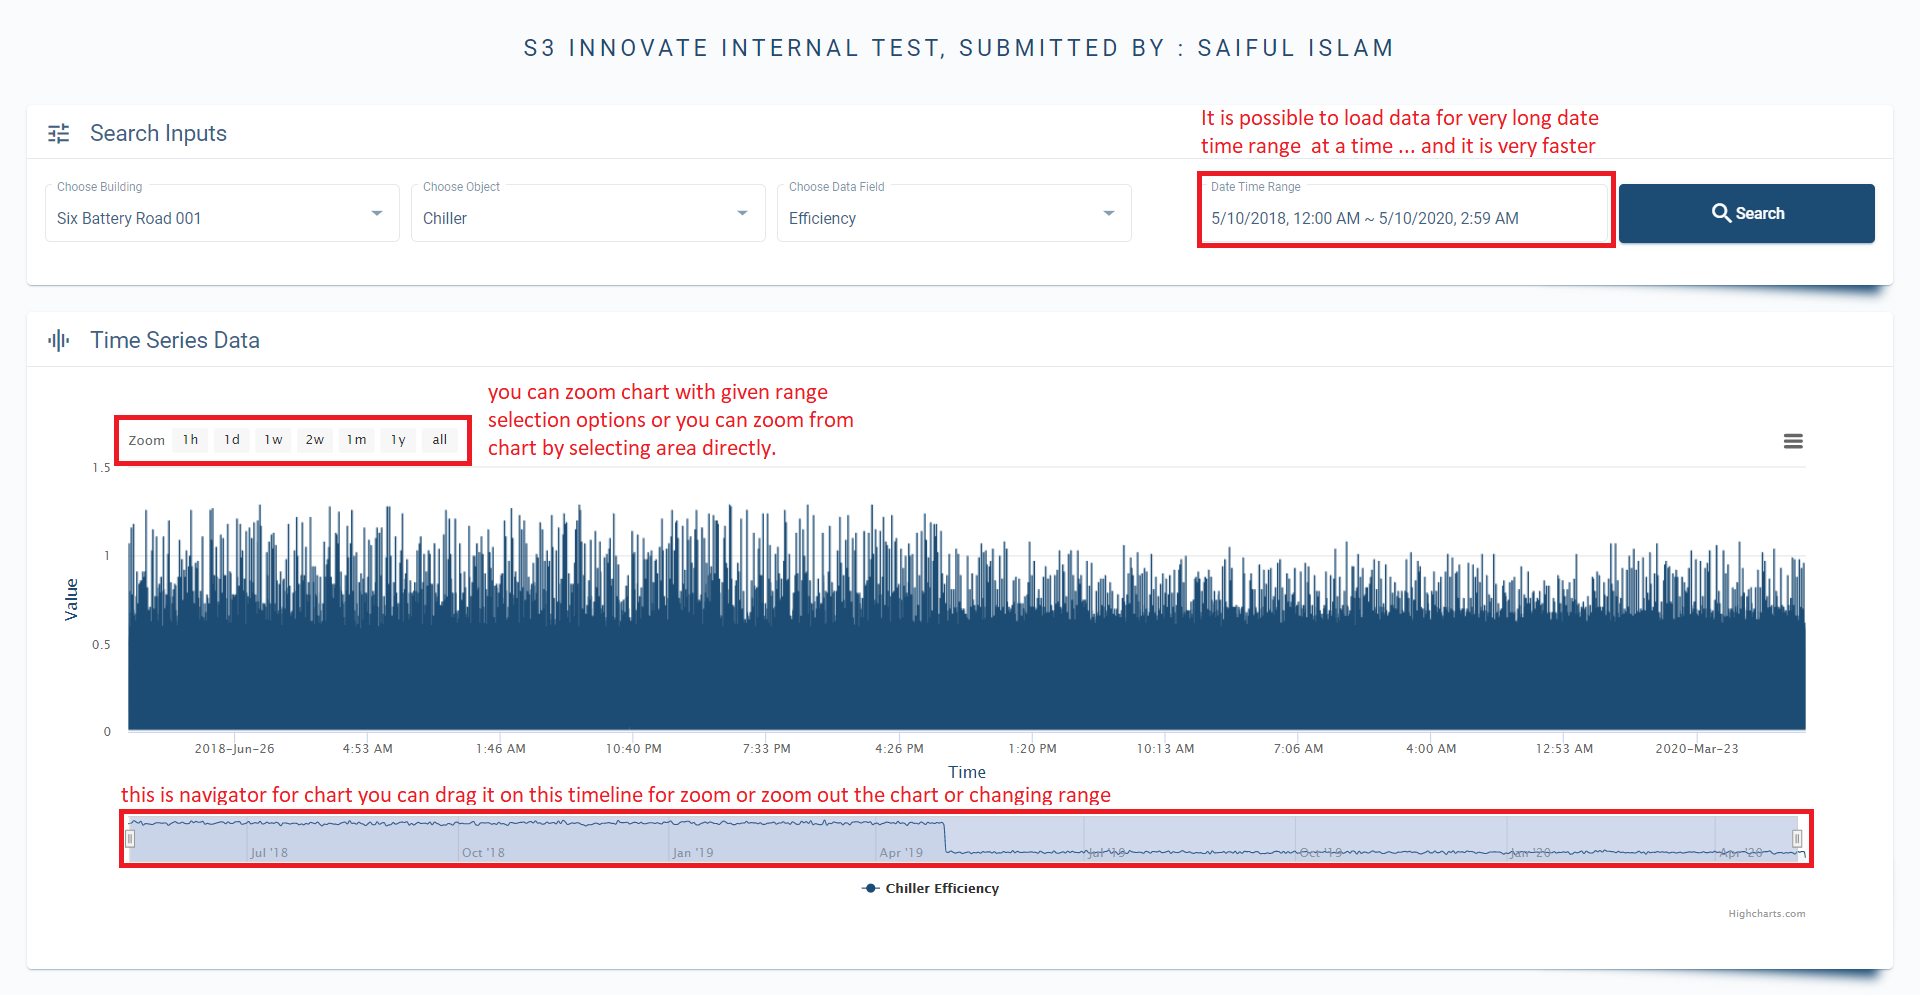 S3 INNOVATE INTERNAL TEST, SUBMITTED BY : SAIFUL ISLAM
Search Inputs
It is possible to load data for very long date
time range  at a time ... and it is very faster
Choose Building
Six Battery Road 001
Choose Object
Chiller
Choose Data Field
Efficiency
Date Time Range
5/10/2018, 12:00 AM ~ 5/10/2020, 2:59 AM
Search
Time Series Data
you can zoom chart with given range
selection options or you can zoom from
chart by selecting area directly.
Zoom 1h 1d 1w 2w 1m 1y all
1.5
1
0.5
0
Value
2018-Jun-26 4:53 AM 1:46 AM 10:40 PM 7:33 PM 4:26 PM 1:20 PM 10:13 AM 7:06 AM 4:00 AM 12:53 AM 2020-Mar-23
Time
this is navigator for chart you can drag it on this timeline for zoom or zoom out the chart or changing range
Jul '18 Oct '18 Jan '19 Apr '19 Jul '19 Oct '19 Jan '20 Apr '20
Chiller Efficiency
Highcharts.com